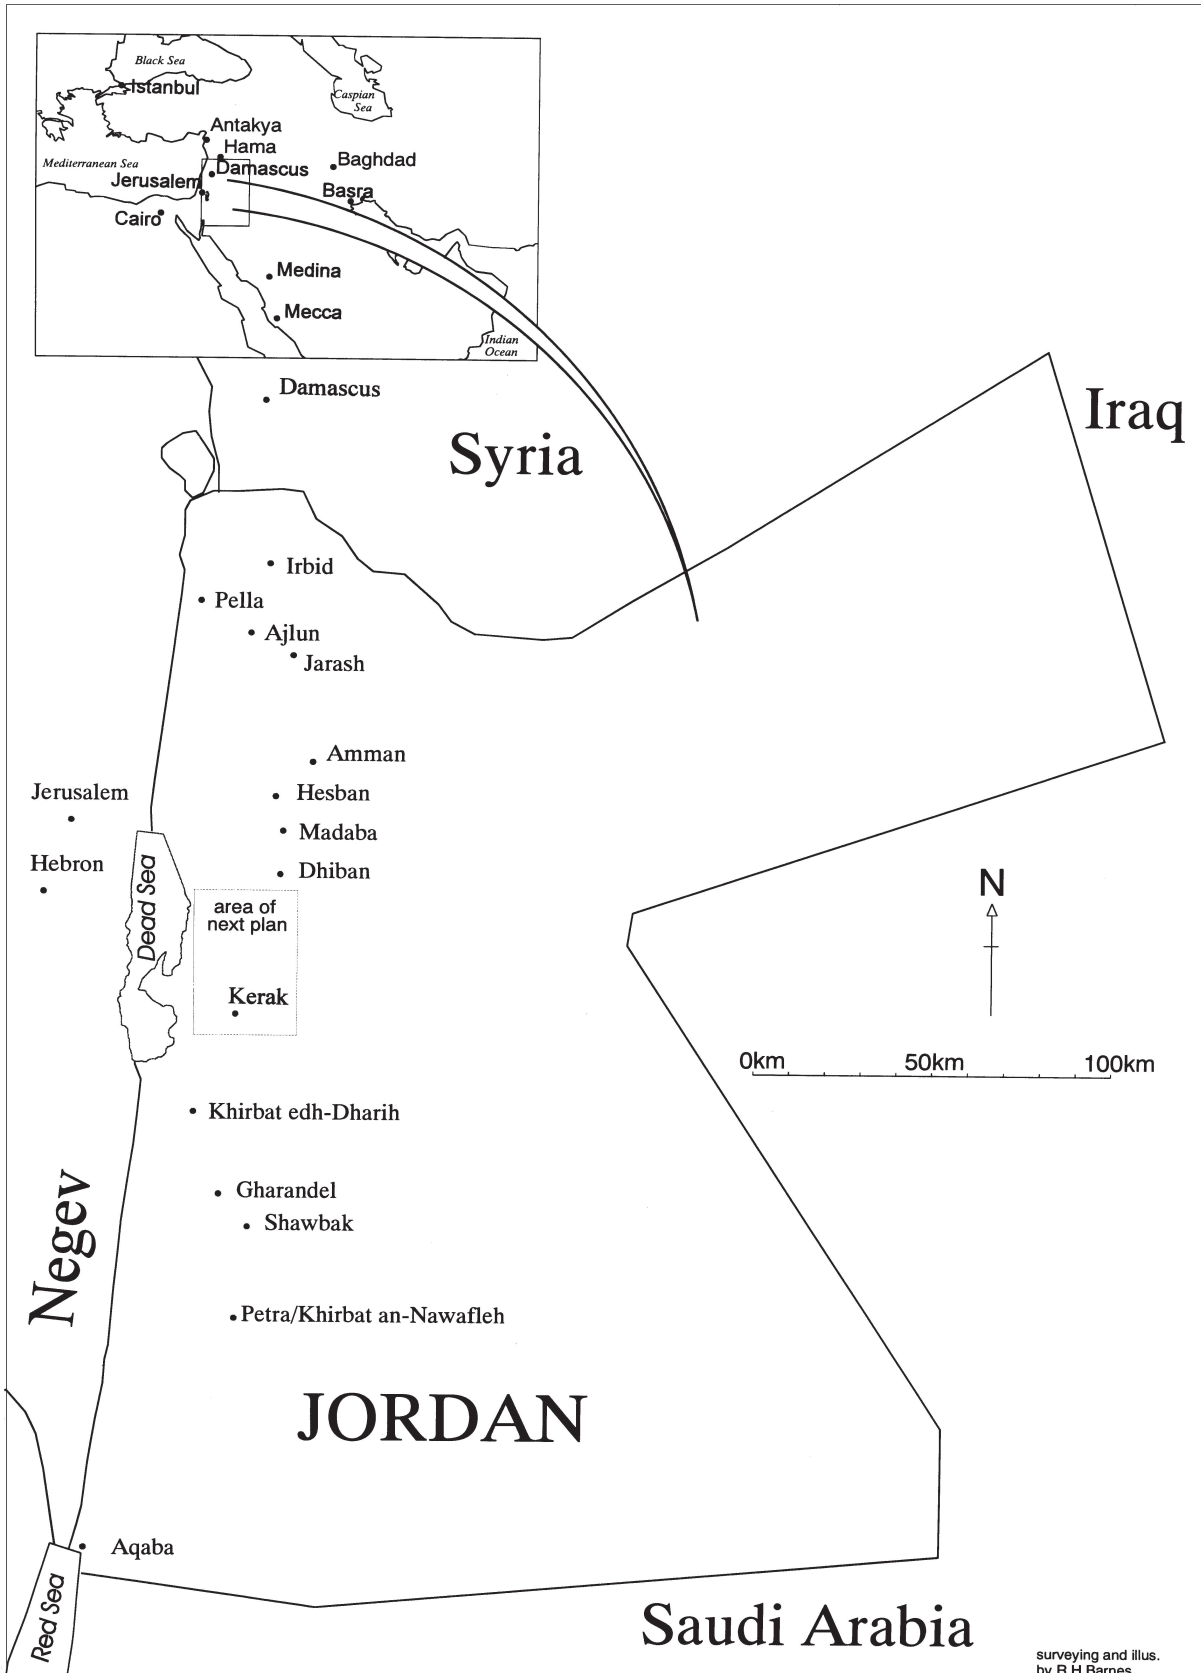 Black Sea
Istanbul
Caspian
Sea
Antakya
Hama
Mediterranean Sea
Damascus
Baghdad
Jerusalem
Basra
Cairo
Medina
Mecca
Indian
Ocean
Damascus
Iraq
Syria
Irbid
Pella
Ajlun
Jarash
Amman
Jerusalem
Hesban
Madaba
Hebron
Dhiban
Dead Sea
area of
next plan
N
Kerak
0km 50km 100km
Khirbat edh-Dharih
Negev
Gharandel
Shawbak
Petra/Khirbat an-Nawafleh
JORDAN
Aqaba
Red Sea
Saudi Arabia
surveying and illus.
by R H Barnes